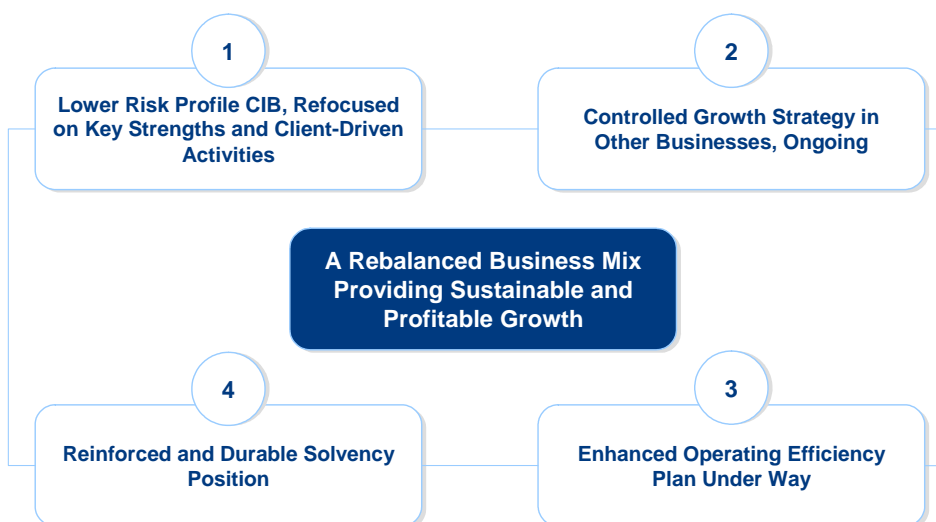 1
Lower Risk Profile CIB, Refocused
on Key Strengths and Client-Driven
Activities
2
Controlled Growth Strategy in
Other Businesses, Ongoing
A Rebalanced Business Mix
Providing Sustainable and
Profitable Growth
4
Reinforced and Durable Solvency
Position
3
Enhanced Operating Efficiency
Plan Under Way